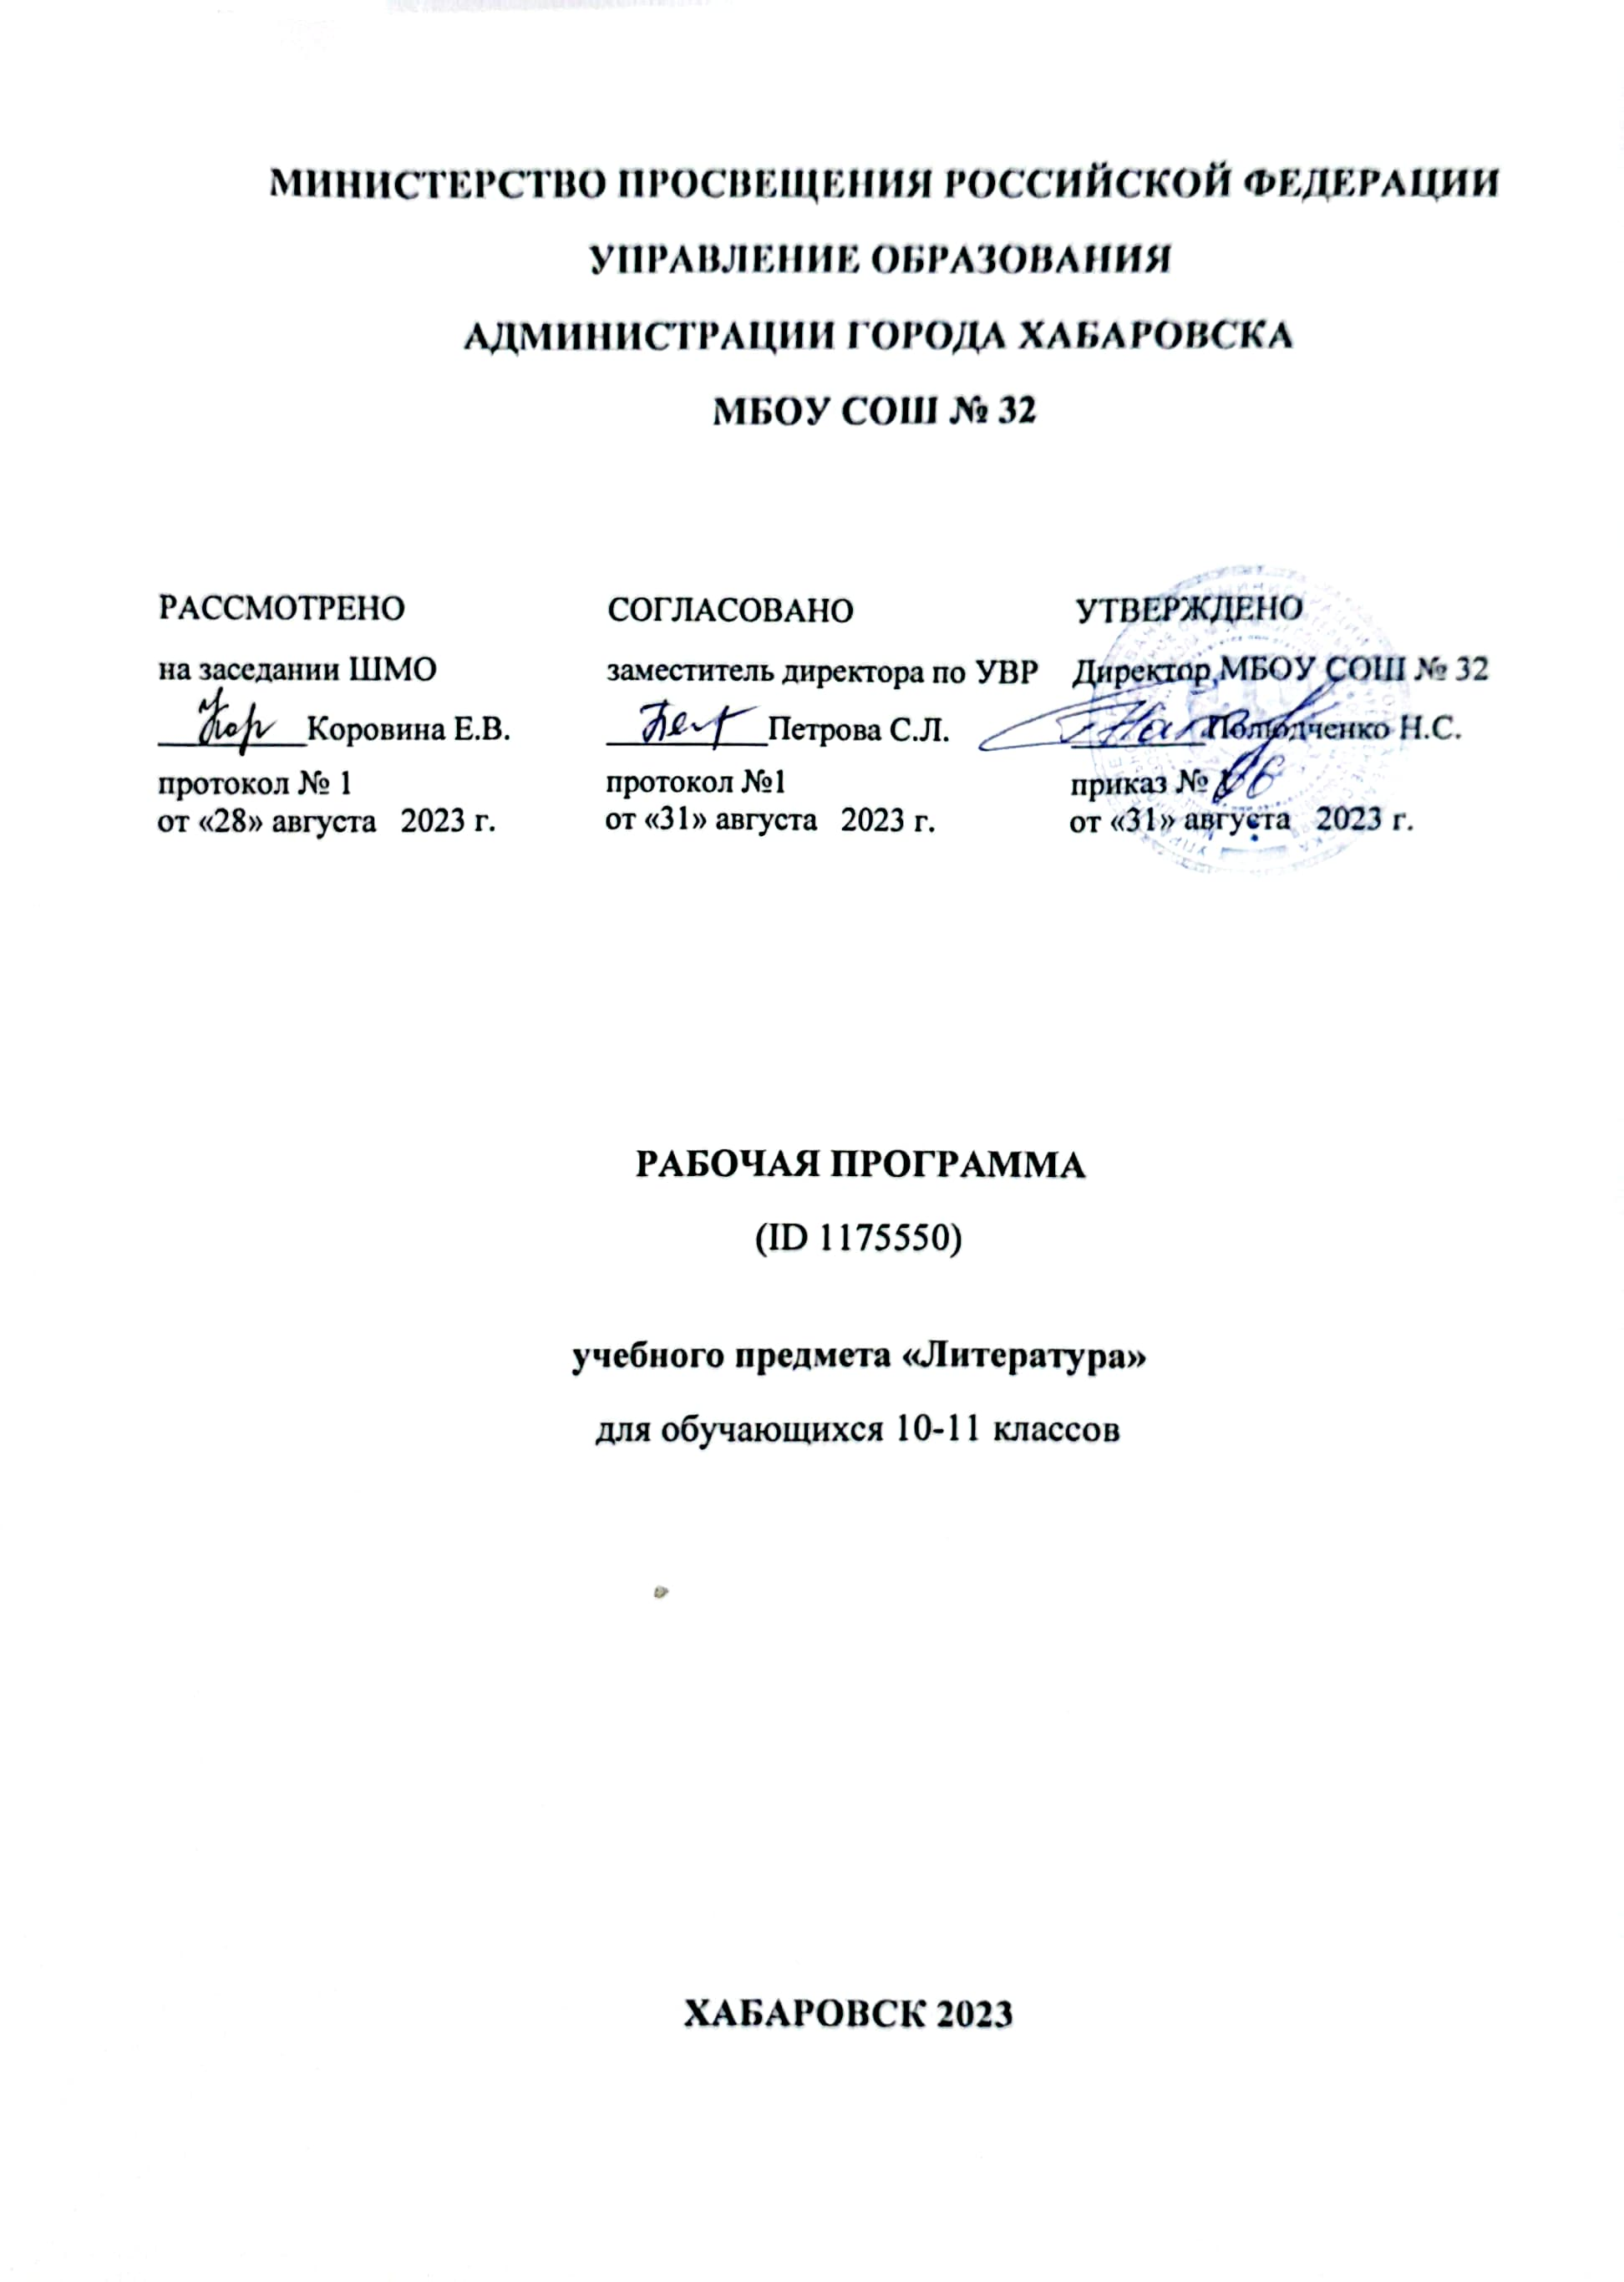 МИНИСТЕРСТВО ПРОСВЕЩЕНИЯ РОССИЙСКОЙ ФЕДЕРАЦИИ
УПРАВЛЕНИЕ ОБРАЗОВАНИЯ
АДМИНИСТРАЦИИ ГОРОДА ХАБАРОВСКА
МБОУ СОШ № 32
РАССМОТРЕНО
на заседании ШМО
Коровина Е.В.
протокол № 1
от «28» августа 2023 г.
СОГЛАСОВАНО
заместитель директора по УВР
Петрова С.Л.
протокол №1
от «31» августа 2023 г.
УТВЕРЖДЕНО
Директор МБОУ СОШ № 32
Н.С.
приказ №
от «31» августа 2023 г.
РАБОЧАЯ ПРОГРАММА
(ID 1175550)
учебного предмета «Литература»
для обучающихся 10-11 классов
ХАБАРОВСК 2023